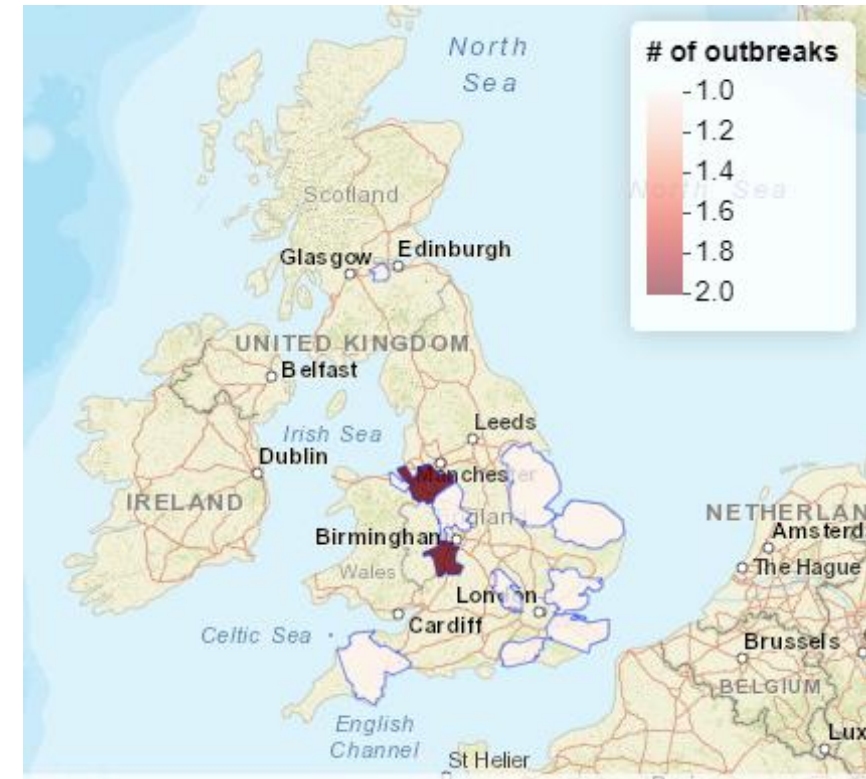 North
Sea
# of outbreaks
1.0
1.2
1.4
1.6
1.8
2.0
North Sea
Scotland
Glasgow
Edinburgh
UNITED KINGDOM
Belfast
Leeds
Irish Sea
Dublin
Manchester
IRELAND
England
NETHERLAN
Birmingham
Amsterd
Wales
The Hague
London
Cardiff
Celtic Sea
Brussels
BELGIUM
English
Channel
Lux
St Helier